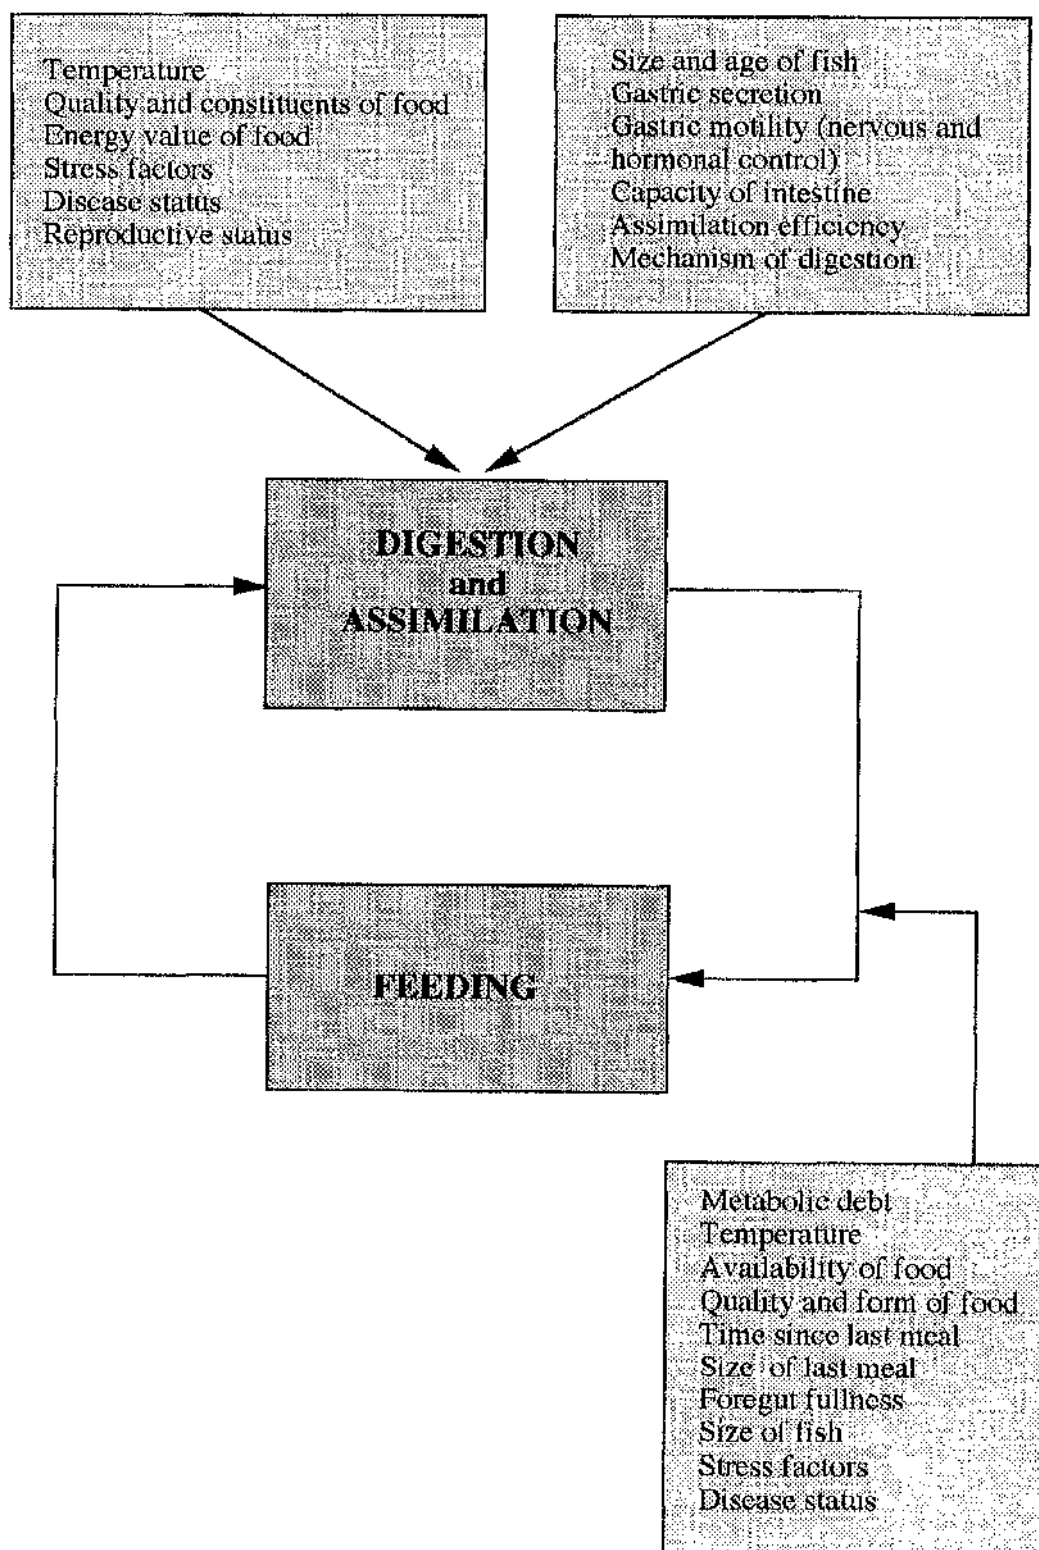 Temperature
Quality and constituents of food
Energy value of food
Stress factors
Disease status
Reproductive status
Size and age of fish
Gastric secretion
Gastric motility (nervous and
hormonal control)
Capacity of intestine
Assimilation efficiency
Mechanism of digestion
DIGESTION
and
ASSIMILATION
FEEDING
Metabolic debt
Temperature
Availability of food
Quality and form of food
Time since last meal
Size of last meal
Foregut fullness
Size of fish
Stress factors
Disease status